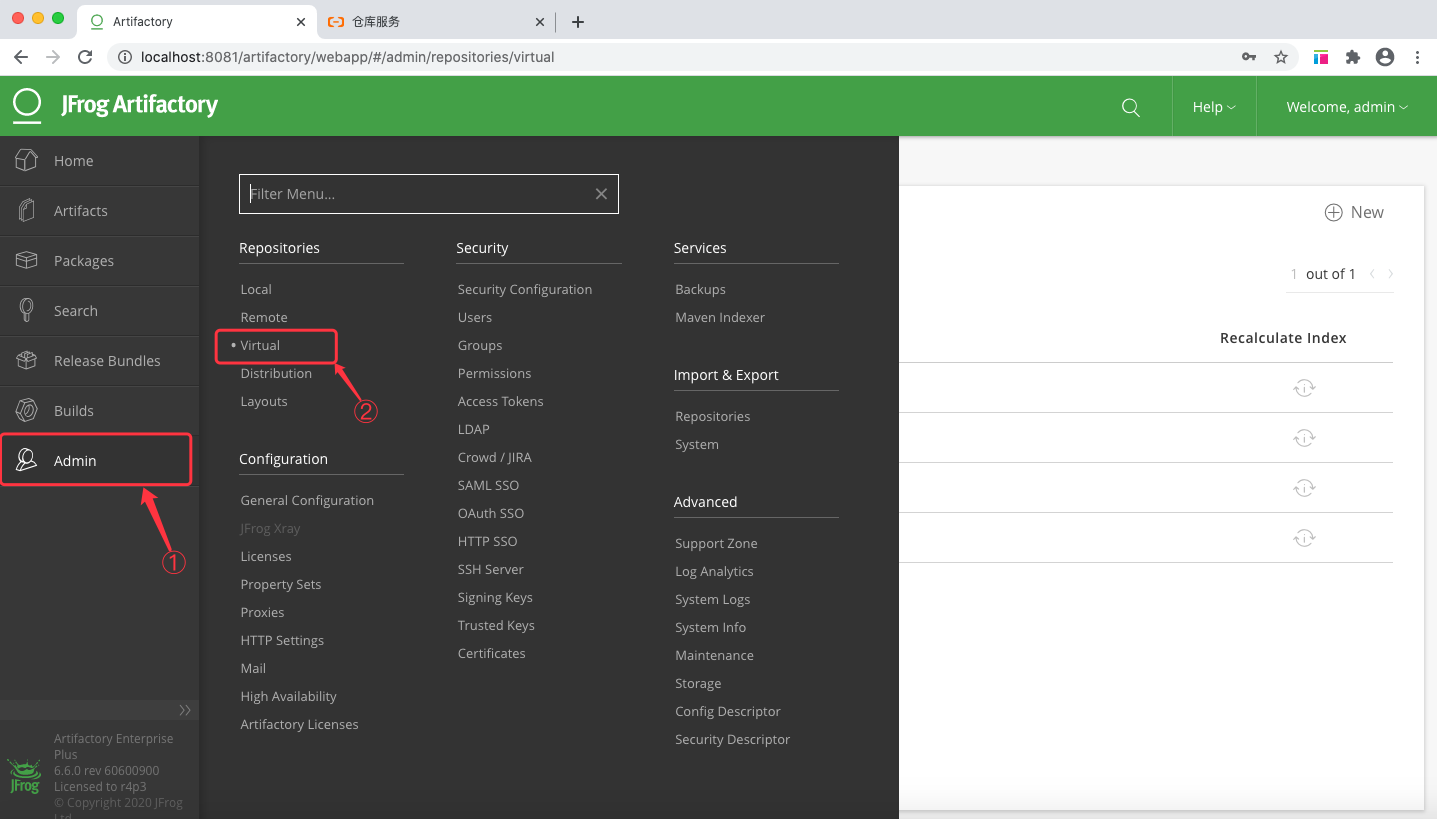 Artifactory
仓库服务
localhost:8081/artifactory/webapp/#/admin/repositories/virtual
JFrog Artifactory
Help
Welcome, admin
Home
Artifacts
Packages
Search
Release Bundles
Builds
Admin
①
Filter Menu...
Repositories
Local
Remote
• Virtual
Distribution
Layouts
②
Configuration
General Configuration
JFrog Xray
Licenses
Property Sets
Proxies
HTTP Settings
Mail
High Availability
Artifactory Licenses
Security
Security Configuration
Users
Groups
Permissions
Access Tokens
LDAP
Crowd / JIRA
SAML SSO
OAuth SSO
HTTP SSO
SSH Server
Signing Keys
Trusted Keys
Certificates
Services
Backups
Maven Indexer
Import & Export
Repositories
System
Advanced
Support Zone
Log Analytics
System Logs
System Info
Maintenance
Storage
Config Descriptor
Security Descriptor
New
1 out of 1
Recalculate Index
JFrog
Artifactory Enterprise
Plus
6.6.0 rev 60600900
Licensed to r4p3
© Copyright 2020 JFrog
Ltd